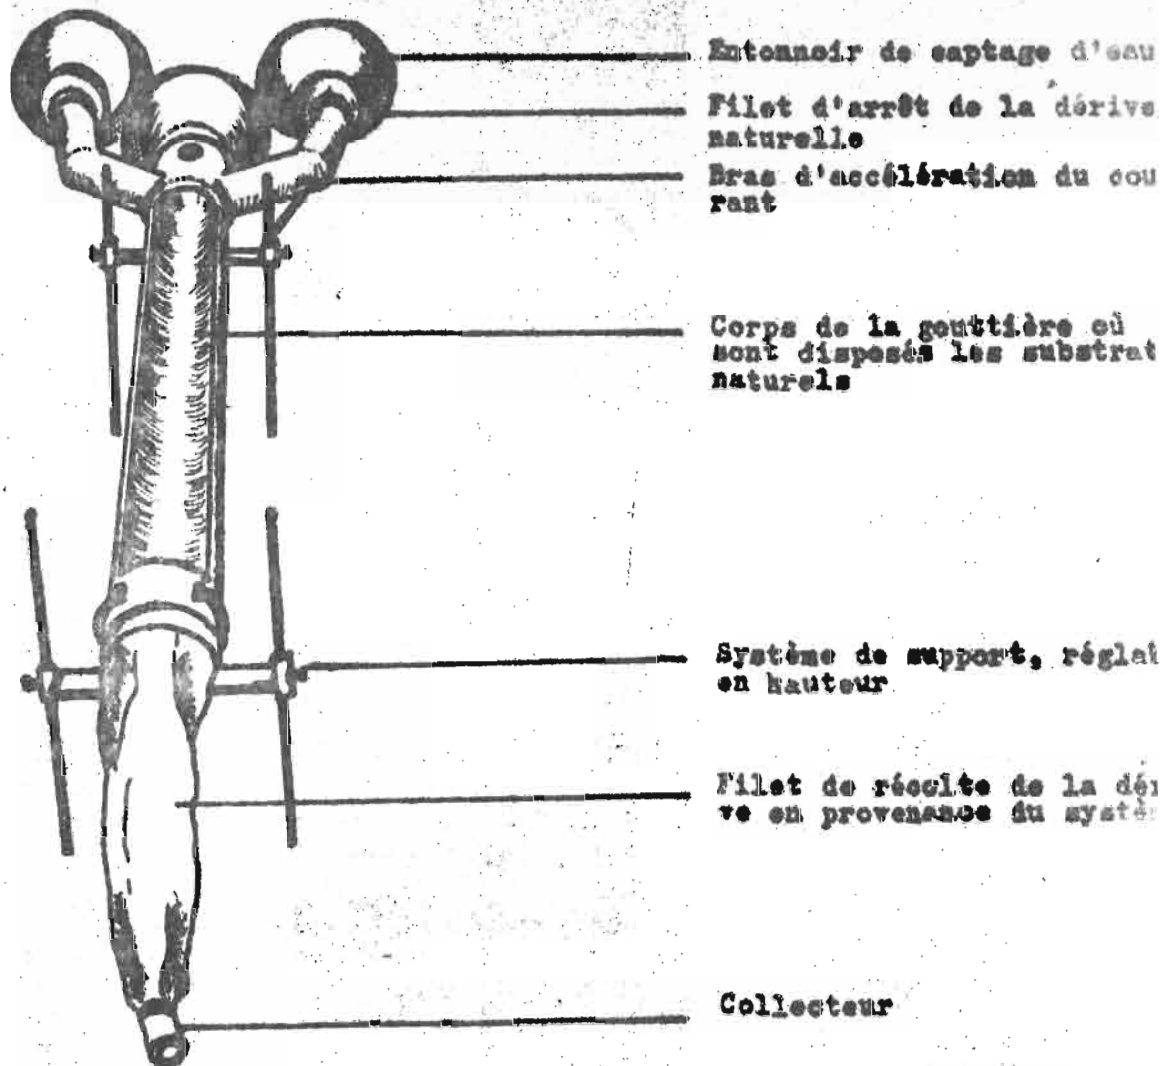 Entonnoir de captage d'eau
Filet d'arrêt de la dérive
naturelle
Bras d'accélération du cou
rant
Corps de la gouttière où
sont disposés les substrat
naturels
Système de support, réglab
en hauteur
Filet de récolte de la dér
ve en provenance du systè
Collecteur